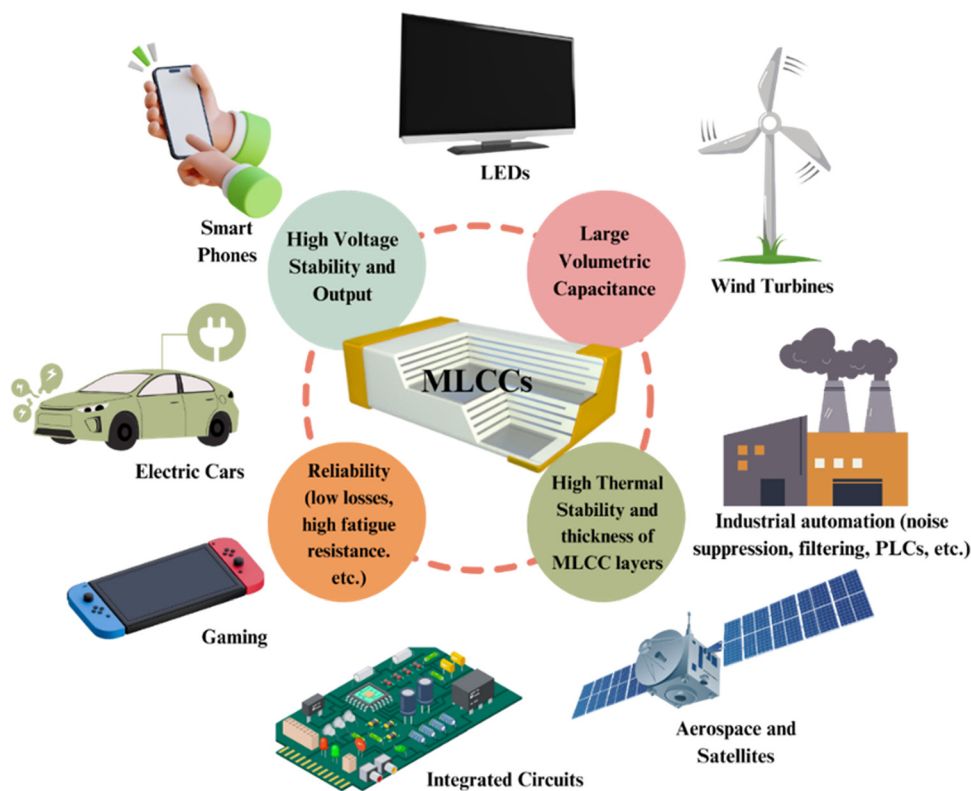 LEDs
Smart
Phones
High Voltage
Stability and
Output
Large
Volumetric
Capacitance
Wind Turbines
MLCCs
Electric Cars
Reliability
(low losses,
high fatigue
resistance.
etc.)
High Thermal
Stability and
thickness of
MLCC layers
Industrial automation (noise
suppression, filtering, PLCs, etc.)
Gaming
Aerospace and
Satellites
Integrated Circuits